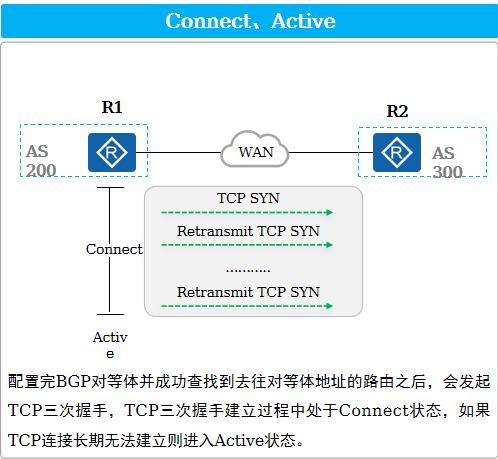 Connect、Active
R1
R2
AS
200
R
WAN
R
AS
300
TCP SYN
Retransmit TCP SYN
Connect
...........
Retransmit TCP SYN
Activ
e
配置完BGP对等体并成功查找到去往对等体地址的路由之后，会发起
TCP三次握手，TCP三次握手建立过程中处于Connect状态，如果
TCP连接长期无法建立则进入Active状态。